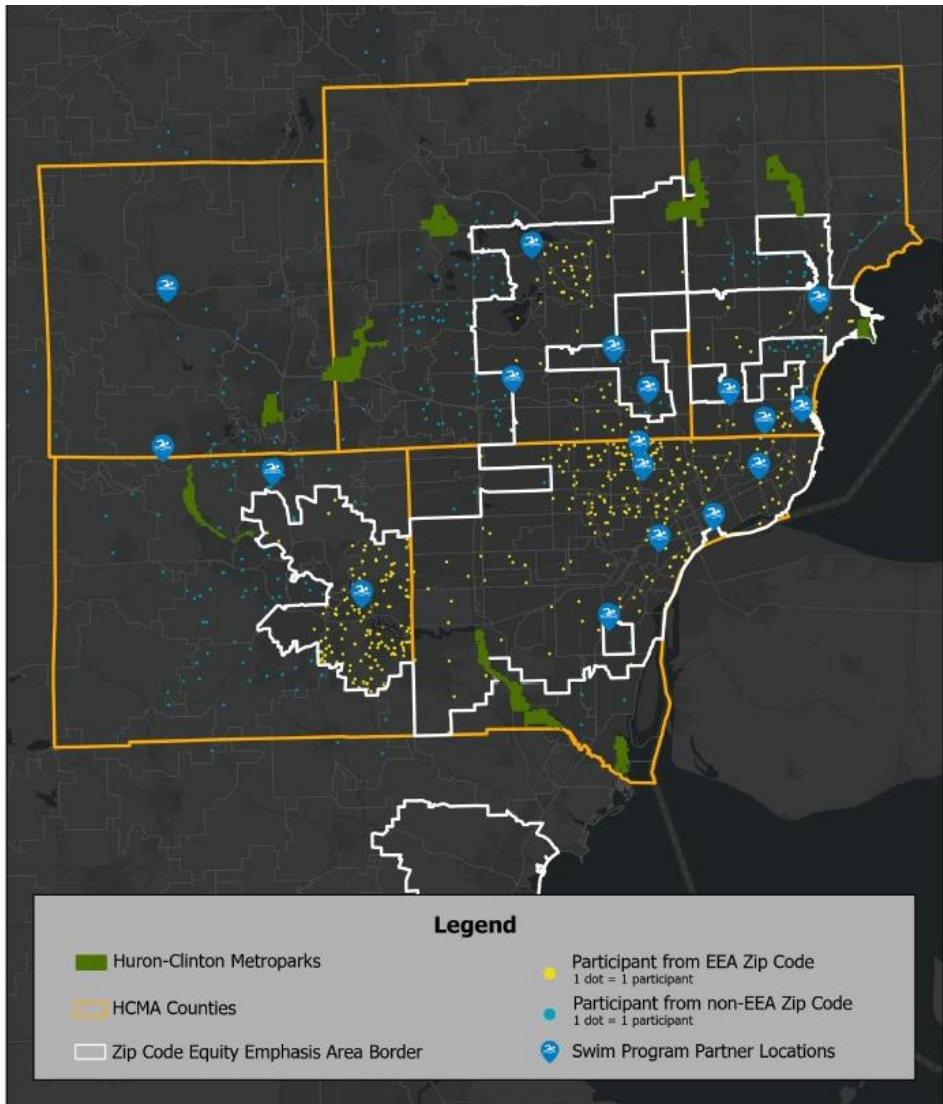 Legend
Huron-Clinton Metroparks
HCMA Counties
Zip Code Equity Emphasis Area Border
Participant from EEA Zip Code
1 dot = 1 participant
Participant from non-EEA Zip Code
1 dot = 1 participant
Swim Program Partner Locations